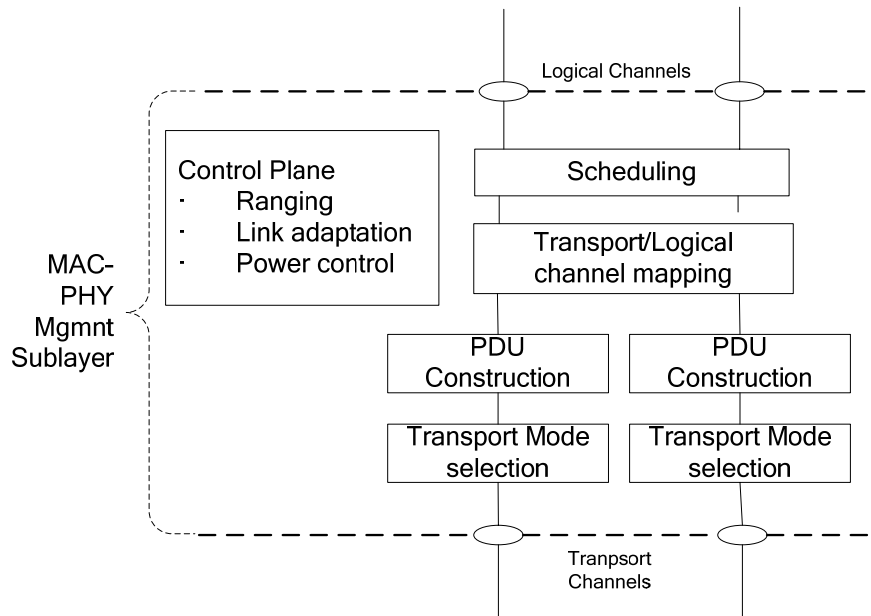 Logical Channels
Control Plane
· Ranging
· Link adaptation
· Power control
Scheduling
Transport/Logical
channel mapping
MAC-
PHY
Mgmnt
Sublayer
PDU
Construction
PDU
Construction
Transport Mode
selection
Transport Mode
selection
Tranpsort
Channels